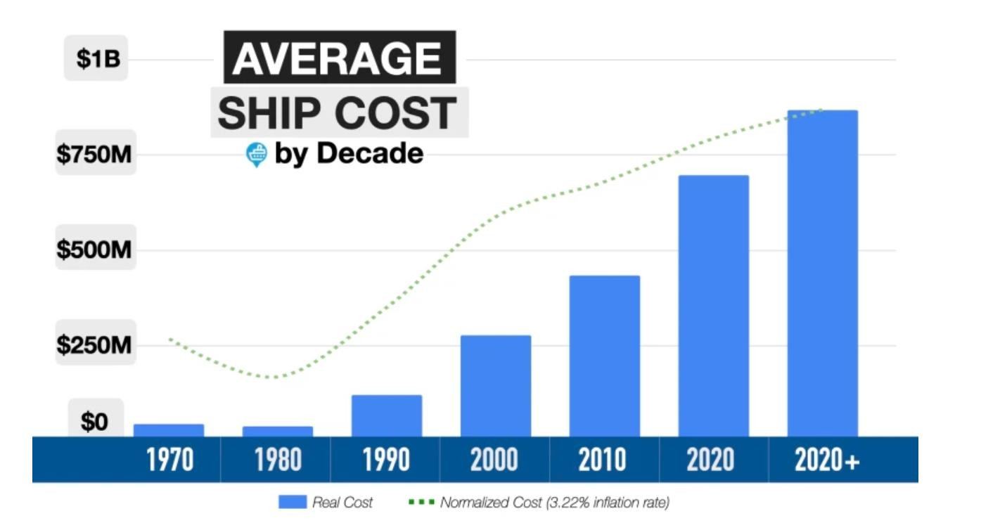 AVERAGE
SHIP COST
by Decade
$1B
$750M
$500M
$250M
$0
1970 1980 1990 2000 2010 2020 2020+
Real Cost Normalized Cost (3.22% inflation rate)